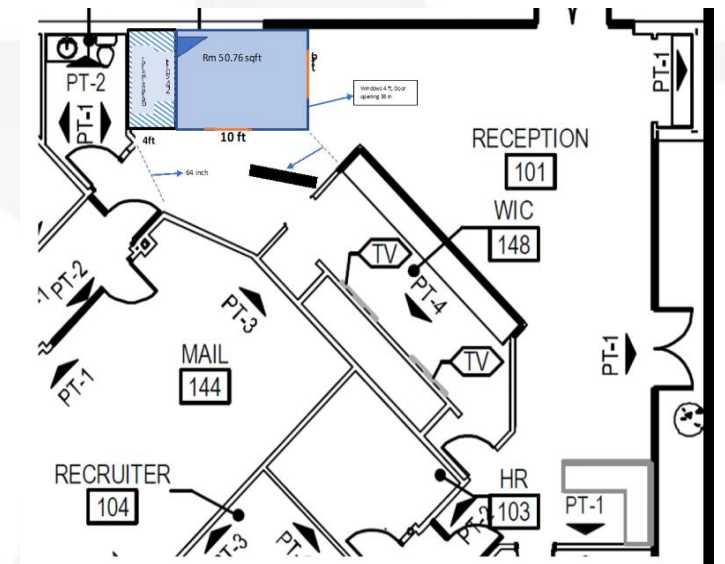 Rm 50.76 sqft
Windows 4 ft, Door
opening 36 in
4ft
10 ft
64 inch
PT-2
PT-1
PT-1
RECEPTION
101
WIC
148
TV
PT-4
TV
PT-1
PT-2
PT-3
MAIL
144
PT-1
RECRUITER
104
HR
103
PT-1
PT-2
PT-3